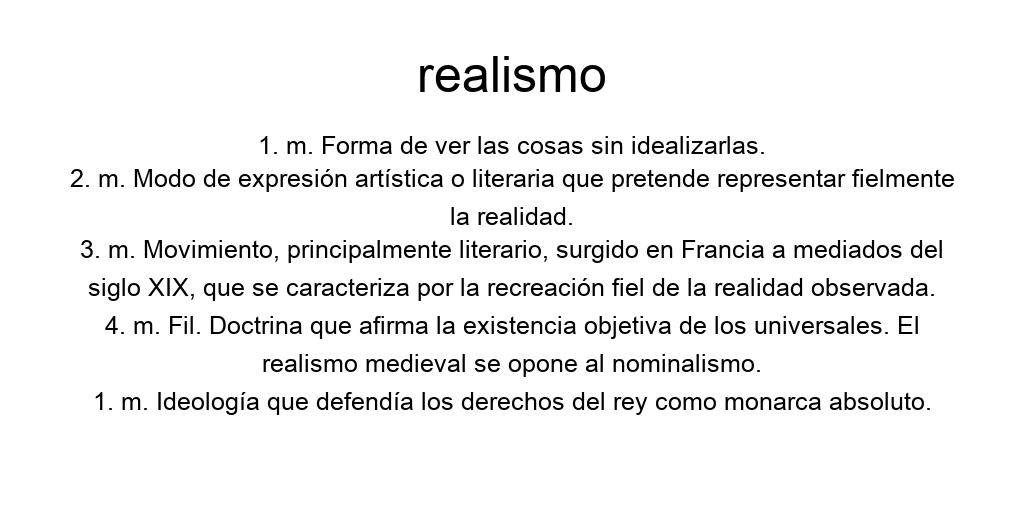 realismo
1. m. Forma de ver las cosas sin idealizarlas.
2. m. Modo de expresión artística o literaria que pretende representar fielmente
la realidad.
3. m. Movimiento, principalmente literario, surgido en Francia a mediados del
siglo XIX, que se caracteriza por la recreación fiel de la realidad observada.
4. m. Fil. Doctrina que afirma la existencia objetiva de los universales. El
realismo medieval se opone al nominalismo.
1. m. Ideología que defendía los derechos del rey como monarca absoluto.